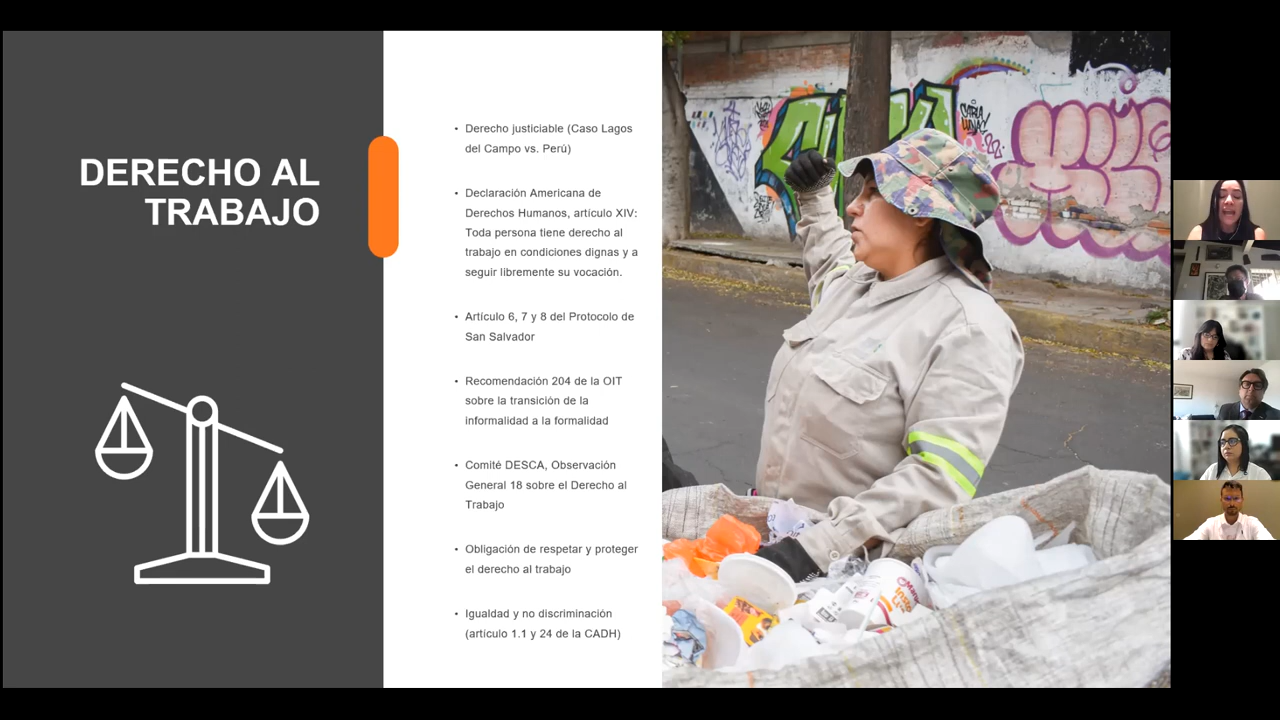 DERECHO AL
TRABAJO
• Derecho justiciable (Caso Lagos
del Campo vs. Perú)
• Declaración Americana de
Derechos Humanos, artículo XIV:
Toda persona tiene derecho al
trabajo en condiciones dignas y a
seguir libremente su vocación.
• Artículo 6, 7 y 8 del Protocolo de
San Salvador
• Recomendación 204 de la OIT
sobre la transición de la
informalidad a la formalidad
• Comité DESCA, Observación
General 18 sobre el Derecho al
Trabajo
• Obligación de respetar y proteger
el derecho al trabajo
• Igualdad y no discriminación
(artículo 1.1 y 24 de la CADH)